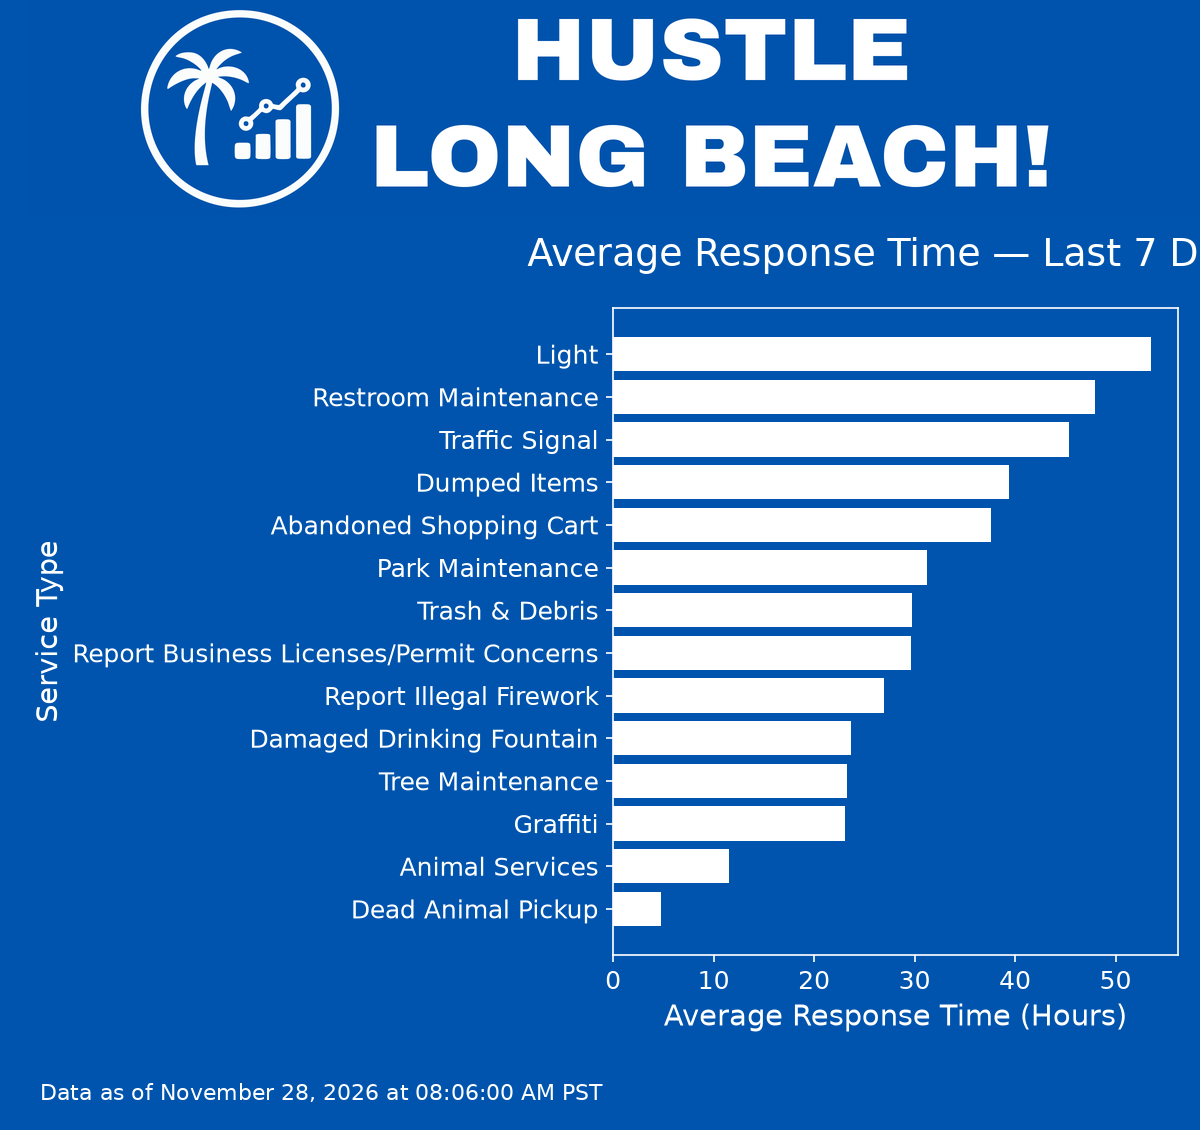 HUSTLE
LONG BEACH!
Average Response Time — Last 7 D
Service Type
Light
Restroom Maintenance
Traffic Signal
Dumped Items
Abandoned Shopping Cart
Park Maintenance
Trash & Debris
Report Business Licenses/Permit Concerns
Report Illegal Firework
Damaged Drinking Fountain
Tree Maintenance
Graffiti
Animal Services
Dead Animal Pickup
0 10 20 30 40 50
Average Response Time (Hours)
Data as of November 28, 2026 at 08:06:00 AM PST